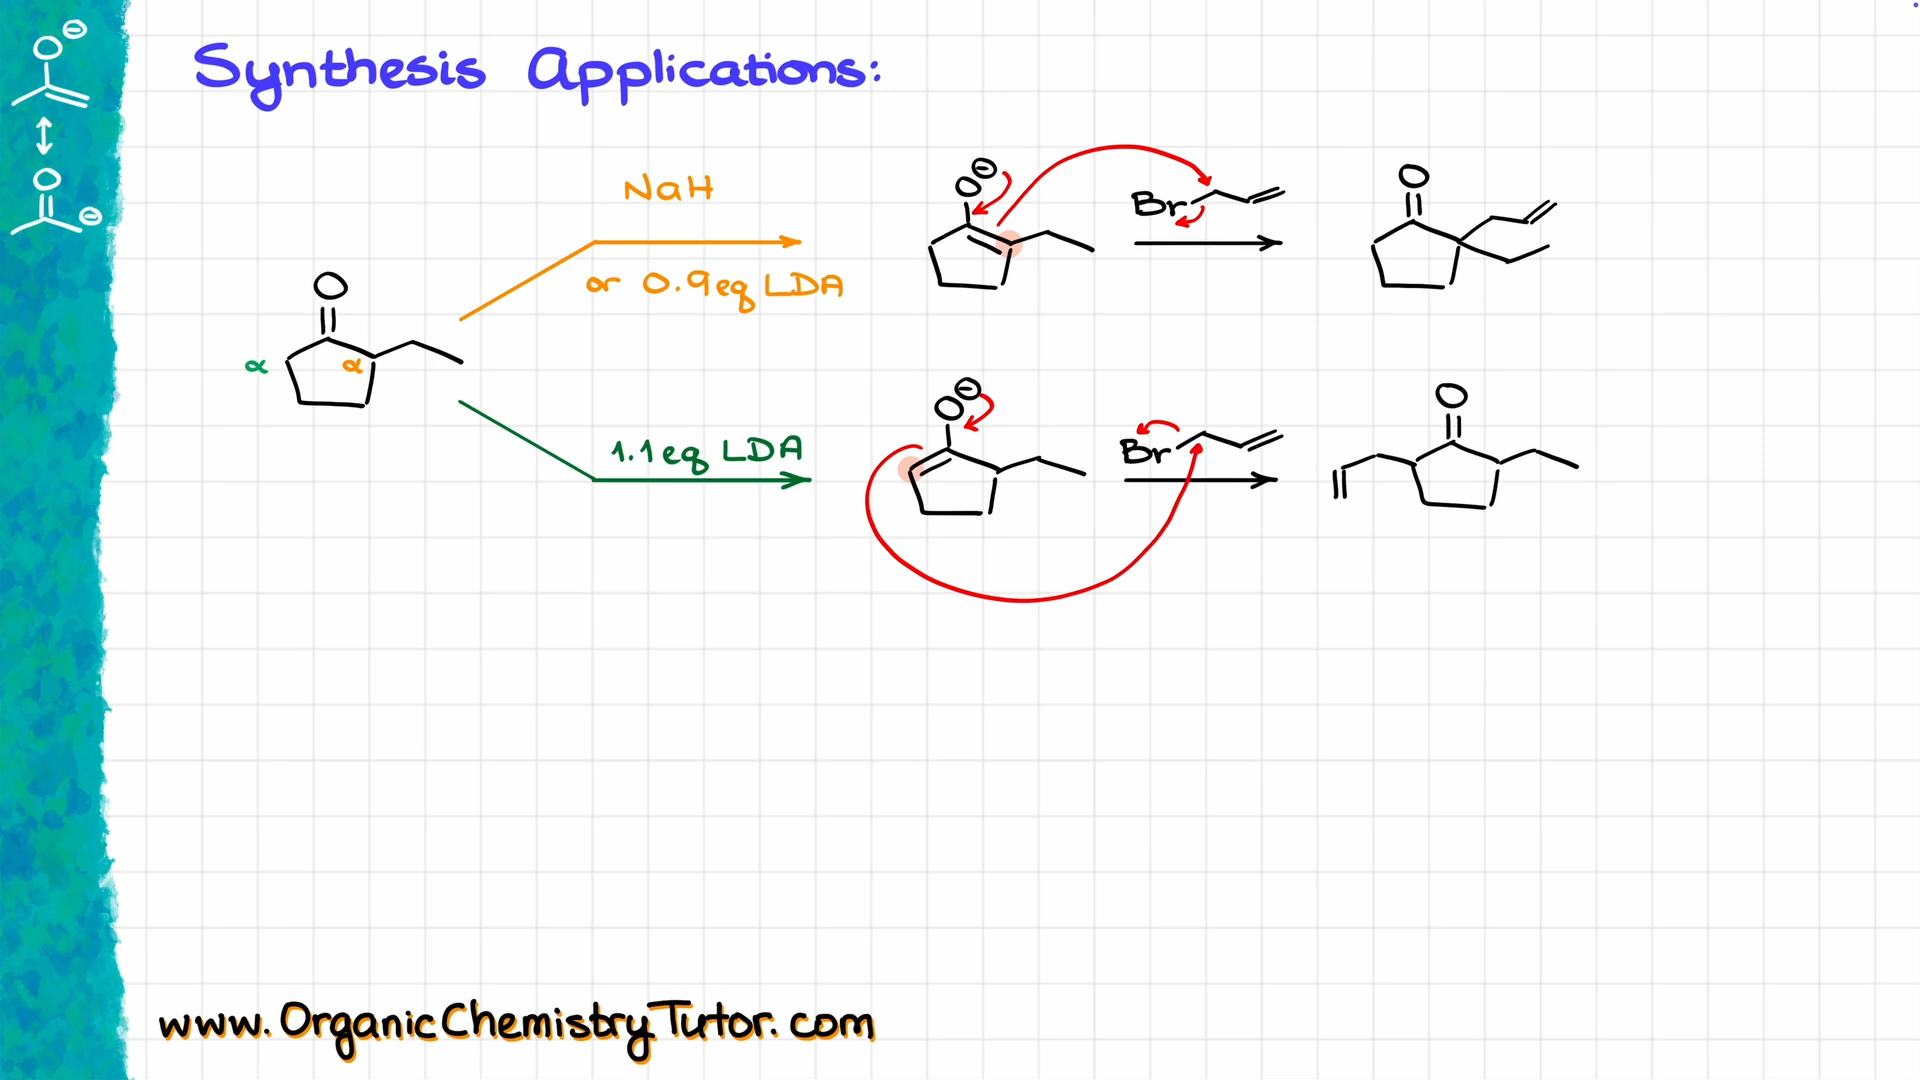 Synthesis Applications:
NaH
or 0.9eq LDA
O
α
α
O⊖
Br
O
1.1eq LDA
O⊖
Br
O
O⊖
O
⊖
www.OrganicChemistryTutor.com